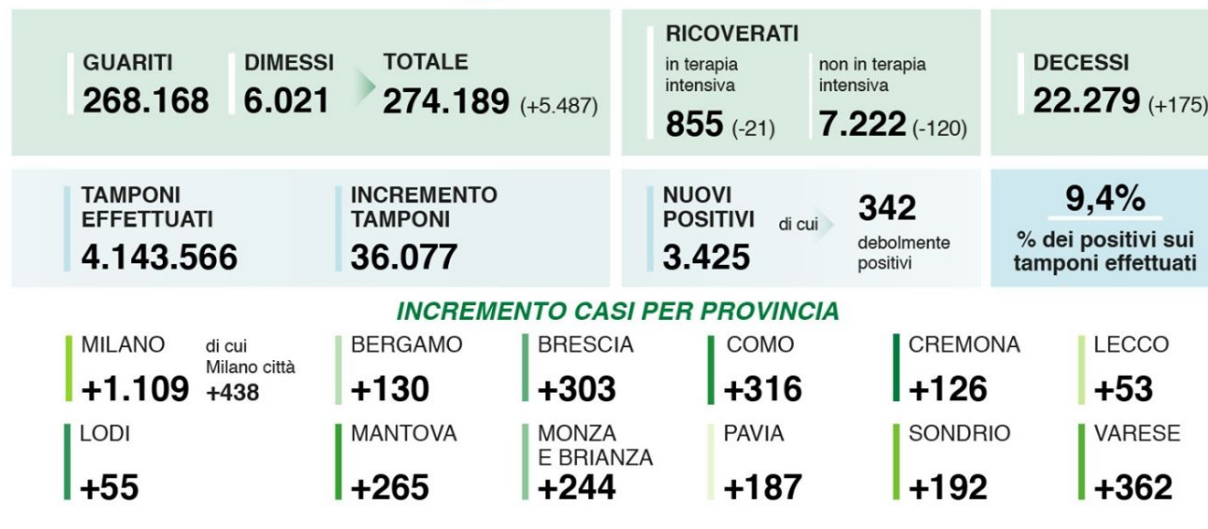 GUARITI
268.168
DIMESSI
6.021
TOTALE
274.189 (+5.487)
RICOVERATI
in terapia
intensiva
855 (-21)
non in terapia
intensiva
7.222 (-120)
DECESSI
22.279 (+175)
TAMPONI
EFFETTUATI
4.143.566
INCREMENTO
TAMPONI
36.077
NUOVI
POSITIVI
3.425
di cui
342
debolmente
positivi
9,4%
% dei positivi sui
tamponi effettuati
INCREMENTO CASI PER PROVINCIA
MILANO
+1.109
di cui
Milano città
+438
BERGAMO
+130
BRESCIA
+303
COMO
+316
CREMONA
+126
LECCO
+53
LODI
+55
MANTOVA
+265
MONZA
E BRIANZA
+244
PAVIA
+187
SONDRIO
+192
VARESE
+362